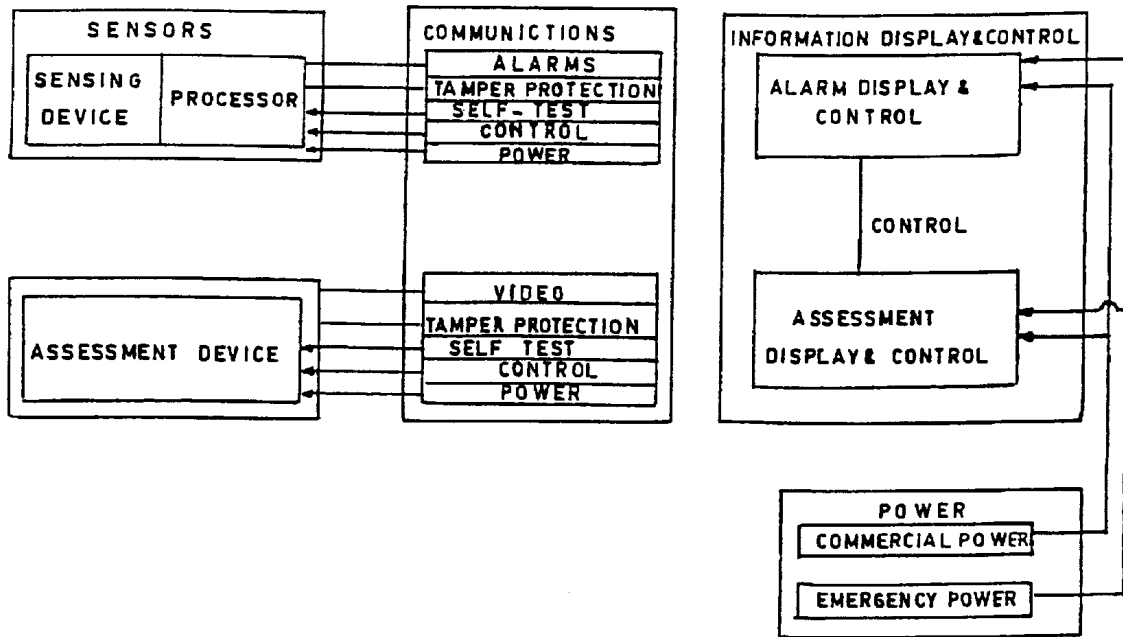 SENSORS
SENSING
DEVICE
PROCESSOR
COMMUNICTIONS
ALARMS
TAMPER PROTECTION
SELF-TEST
CONTROL
POWER
INFORMATION DISPLAY&CONTROL
ALARM DISPLAY &
CONTROL
CONTROL
ASSESSMENT DEVICE
VIDEO
TAMPER PROTECTION
SELF TEST
CONTROL
POWER
ASSESSMENT
DISPLAY& CONTROL
POWER
COMMERCIAL POWER
EMERGENCY POWER